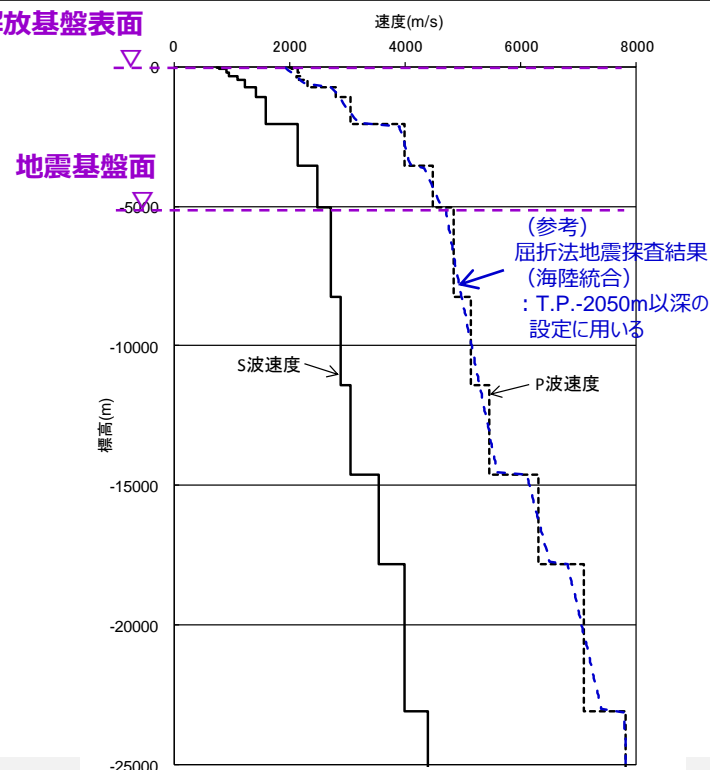 放基盤表面
速度(m/s)
0 2000 4000 6000 8000
0
地震基盤面
-5000
(参考)
屈折法地震探査結果
(海陸統合)
:T.P.-2050m以深の
設定に用いる
-10000
S波速度
P波速度
標高(m)
-15000
-20000
-25000